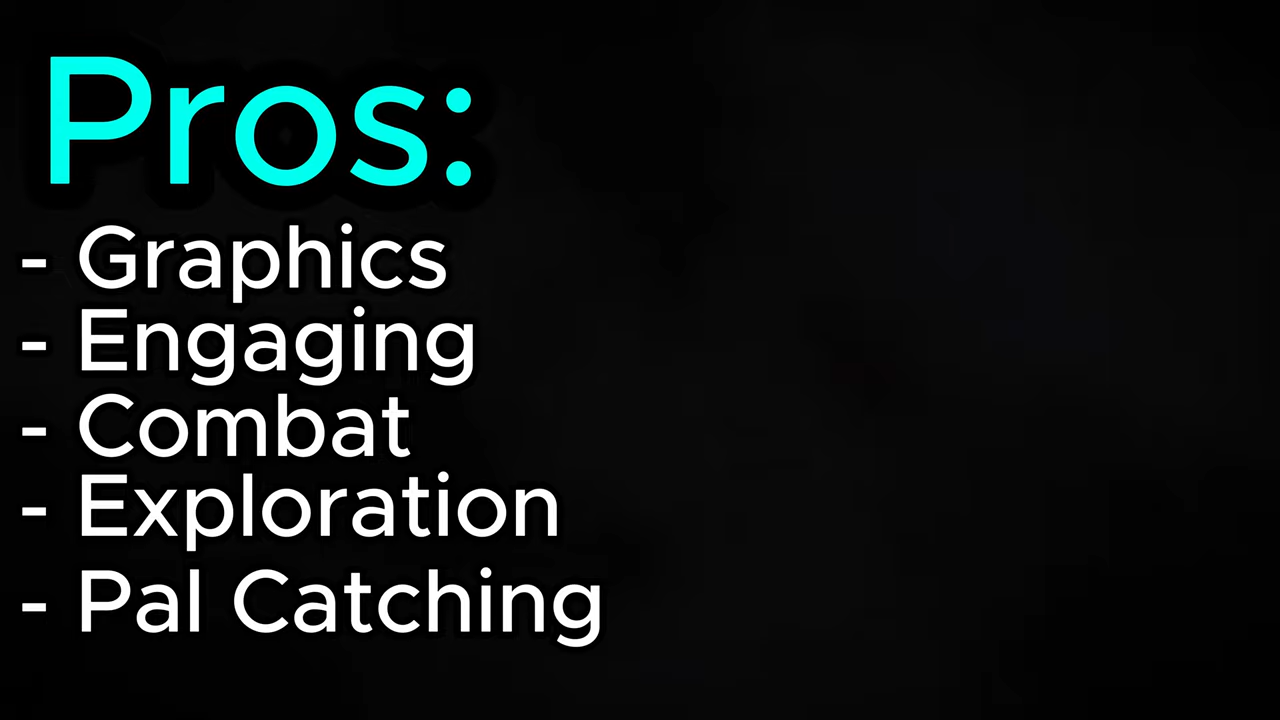 Pros:
- Graphics
- Engaging
- Combat
- Exploration
- Pal Catching